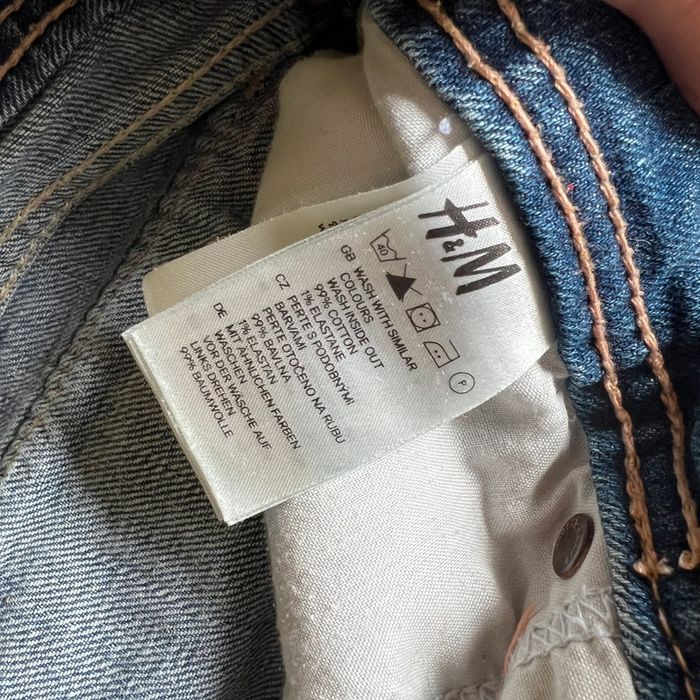 H&M
40
P
GB WASH WITH SIMILAR
COLOURS
WASH INSIDE OUT
99% COTTON
1% ELASTANE
CZ PERTE S PODOBNÝMI
BARVAMI
PERTE OTOČENO NA RUBU
99% BAVLNA
1% ELASTAN
DE MIT ÄHNLICHEN FARBEN
WASCHEN
VOR DER WÄSCHE AUF
LINKS DREHEN
99% BAUMWOLLE